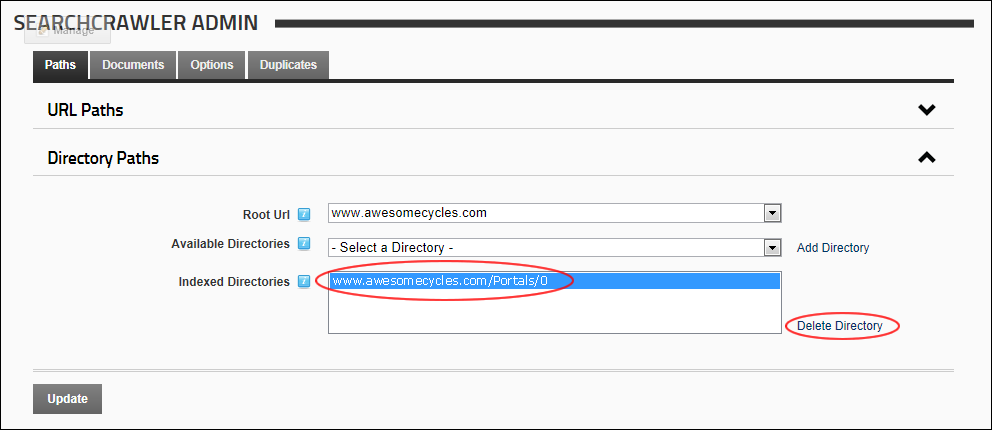 SEARCHCRAWLER ADMIN
Manage
Paths Documents Options Duplicates
URL Paths
Directory Paths
Root Url www.awesomecycles.com
Available Directories - Select a Directory - Add Directory
Indexed Directories www.awesomecycles.com/Portals/0
Delete Directory
Update